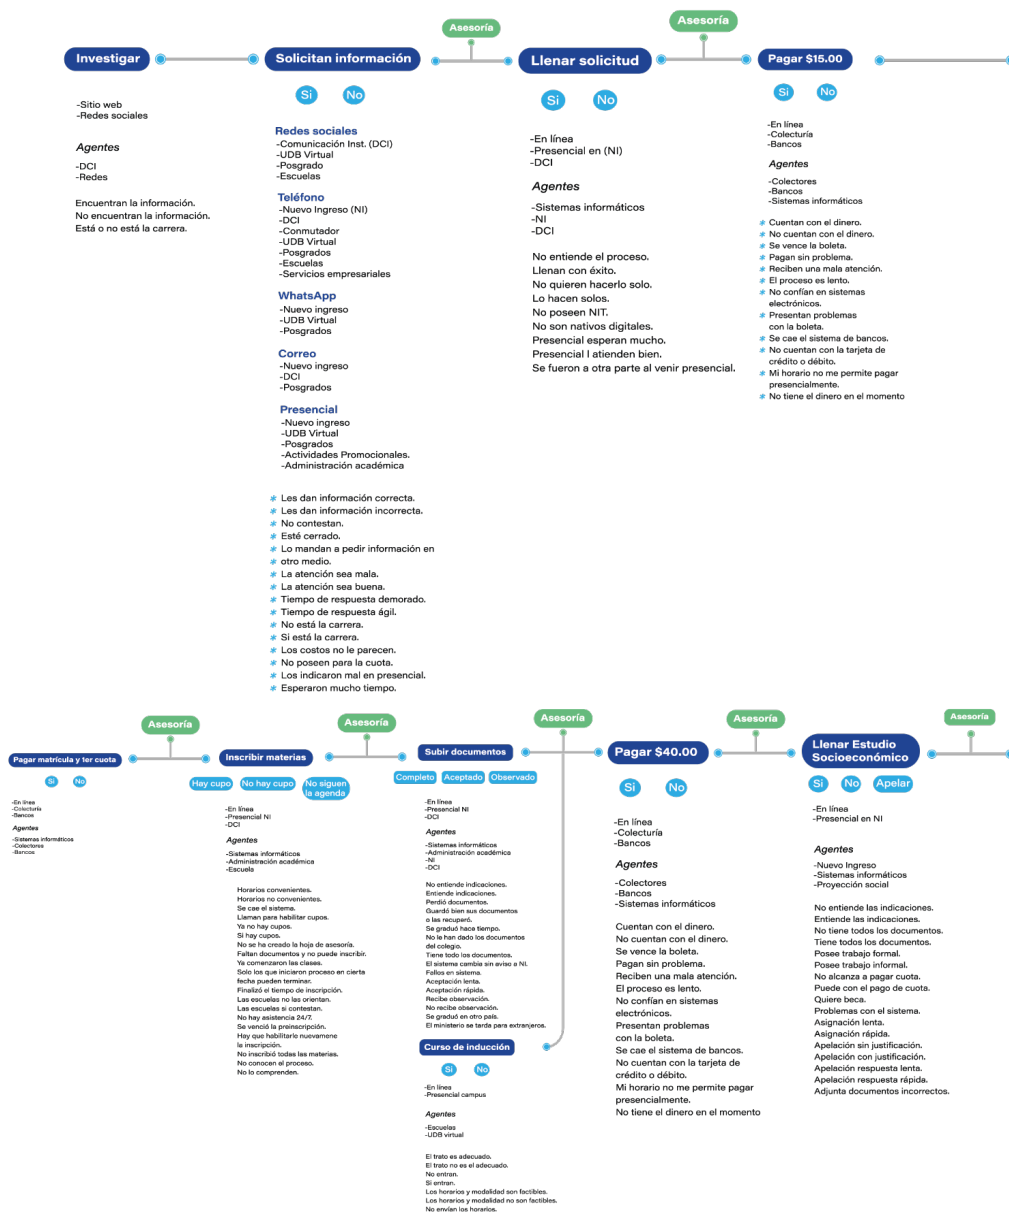 Asesoría
Asesoría
Investigar
Solicitan información
Llenar solicitud
Pagar $15.00
-Sitio web
-Redes sociales
Agentes
-DCI
-Redes
Encuentran la información.
No encuentran la información.
Está o no está la carrera.
Si No
Redes sociales
-Comunicación Inst. (DCI)
-UDB Virtual
-Posgrado
-Escuelas
Teléfono
-Nuevo Ingreso (NI)
-DCI
-Conmutador
-UDB Virtual
-Posgrados
-Escuelas
-Servicios empresariales
WhatsApp
-Nuevo ingreso
-UDB Virtual
-Posgrados
Correo
-Nuevo ingreso
-DCI
-Posgrados
Presencial
-Nuevo ingreso
-UDB Virtual
-Posgrados
-Actividades Promocionales.
-Administración académica
* Les dan información correcta.
* Les dan información incorrecta.
* No contestan.
* Esté cerrado.
* Lo mandan a pedir información en
* otro medio.
* La atención sea mala.
* La atención sea buena.
* Tiempo de respuesta demorado.
* Tiempo de respuesta ágil.
* No está la carrera.
* Si está la carrera.
* Los costos no le parecen.
* No poseen para la cuota.
* Los indicaron mal en presencial.
* Esperaron mucho tiempo.
Si No
-En línea
-Presencial en (NI)
-DCI
Agentes
-Sistemas informáticos
-NI
-DCI
No entiende el proceso.
Llenan con éxito.
No quieren hacerlo solo.
Lo hacen solos.
No poseen NIT.
No son nativos digitales.
Presencial esperan mucho.
Presencial l atienden bien.
Se fueron a otra parte al venir presencial.
Si No
-En línea
-Colecturía
-Bancos
Agentes
-Colectores
-Bancos
-Sistemas informáticos
* Cuentan con el dinero.
* No cuentan con el dinero.
* Se vence la boleta.
* Pagan sin problema.
* Reciben una mala atención.
* El proceso es lento.
* No confían en sistemas
electrónicos.
* Presentan problemas
con la boleta.
* Se cae el sistema de bancos.
* No cuentan con la tarjeta de
crédito o débito.
* Mi horario no me permite pagar
presencialmente.
* No tiene el dinero en el momento
Asesoría
Asesoría
Asesoría
Asesoría
Asesoría
Pagar matrícula y 1er cuota
Si No
-En línea
-Colecturía
-Bancos
Agentes
-Sistemas informáticos
-Colectores
-Bancos
Inscribir materias
Hay cupo No hay cupo No siguen
la agenda
-En línea
-Presencial NI
-DCI
Agentes
-Sistemas informáticos
-Administración académica
-Escuela
Horarios convenientes.
Horarios no convenientes.
Se cae el sistema.
Llaman para habilitar cupos.
Ya no hay cupos.
Si hay cupos.
No se ha creado la hoja de asesoría.
Faltan documentos y no puede inscribir.
Ya comenzaron las clases.
Solo los que iniciaron proceso en cierta
fecha pueden terminar.
Finalizó el tiempo de inscripción.
Las escuelas no las orientan.
Las escuelas si contestan.
No hay asistencia 24/7.
Se venció la preinscripción.
Hay que habilitarle nuevamene
la inscripción.
No inscribió todas las materias.
No conocen el proceso.
No lo comprenden.
Subir documentos
Completo Aceptado Observado
-En línea
-Presencial NI
-DCI
Agentes
-Sistemas informáticos
-Administración académica
-NI
-DCI
No entiende indicaciones.
Entiende indicaciones.
Perdió documentos.
Guardó bien sus documentos
o las recuperó.
Se graduó hace tiempo.
No le han dado los documentos
del colegio.
Tiene todo los documentos.
El sistema cambia sin aviso a NI.
Fallos en sistema.
Aceptación lenta.
Aceptación rápida.
Recibe observación.
No recibe observación.
Se graduó en otro país.
El ministerio se tarda para extranjeros.
Curso de inducción
Si No
-En línea
-Presencial campus
Agentes
-Escuelas
-UDB virtual
El trato es adecuado.
El trato no es el adecuado.
No entran.
Si entran.
Los horarios y modalidad son factibles.
Los horarios y modalidad no son factibles.
No envían los horarios.
Pagar $40.00
Si No
-En línea
-Colecturía
-Bancos
Agentes
-Colectores
-Bancos
-Sistemas informáticos
Cuentan con el dinero.
No cuentan con el dinero.
Se vence la boleta.
Pagan sin problema.
Reciben una mala atención.
El proceso es lento.
No confían en sistemas
electrónicos.
Presentan problemas
con la boleta.
Se cae el sistema de bancos.
No cuentan con la tarjeta de
crédito o débito.
Mi horario no me permite pagar
presencialmente.
No tiene el dinero en el momento
Llenar Estudio
Socioeconómico
Si No Apelar
-En línea
-Presencial en NI
Agentes
-Nuevo Ingreso
-Sistemas informáticos
-Proyección social
No entiende las indicaciones.
Entiende las indicaciones.
No tiene todos los documentos.
Tiene todos los documentos.
Posee trabajo formal.
Posee trabajo informal.
No alcanza a pagar cuota.
Puede con el pago de cuota.
Quiere beca.
Problemas con el sistema.
Asignación lenta.
Asignación rápida.
Apelación sin justificación.
Apelación con justificación.
Apelación respuesta lenta.
Apelación respuesta rápida.
Adjunta documentos incorrectos.